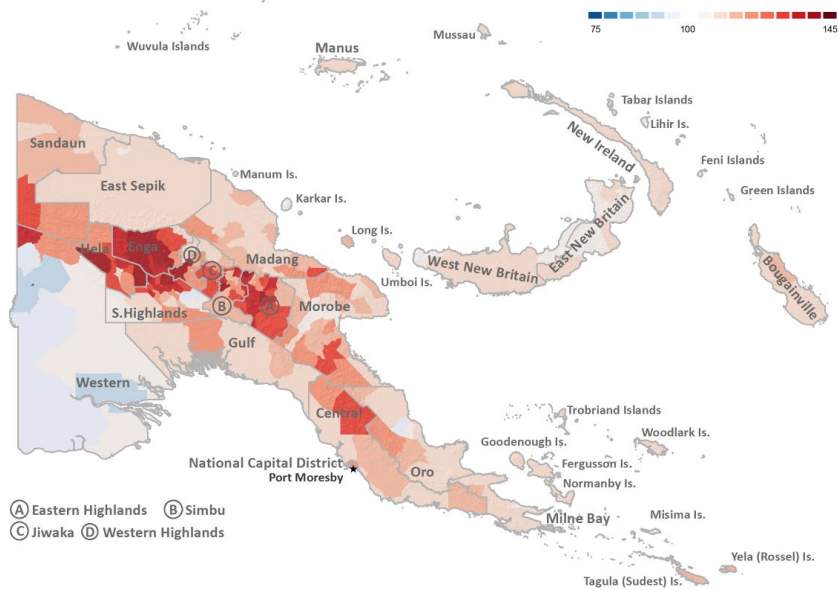 75 100 145
Wuvula Islands
Manus
Mussau
Tabar Islands
Lihir Is.
New Ireland
Feni Islands
Green Islands
Sandaun
East Sepik
Manum Is.
Karkar Is.
Long Is.
Umboi Is.
West New Britain
East New Britain
Bougainville
Hela
Enga
D
C
Madang
B
A
Morobe
S.Highlands
Gulf
Western
Central
Trobriand Islands
Woodlark Is.
Goodenough Is.
Fergusson Is.
Normanby Is.
National Capital District
Port Moresby
Oro
Milne Bay
Misima Is.
Yela (Rossel) Is.
Tagula (Sudest) Is.
A Eastern Highlands B Simbu
C Jiwaka D Western Highlands